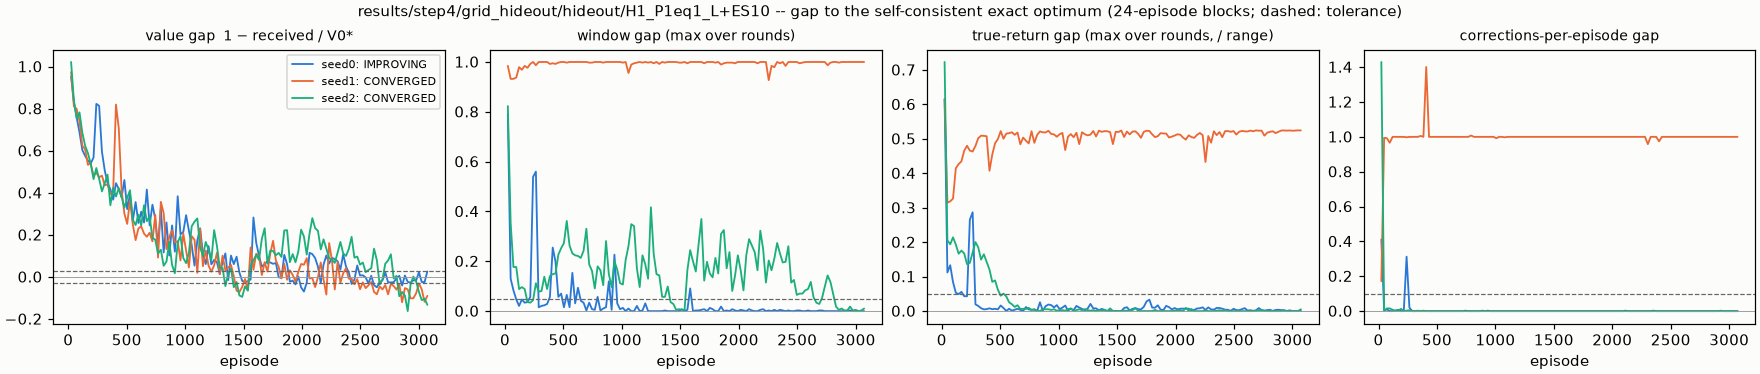 results/step4/grid_hideout/hideout/H1_P1eq1_L+ES10 -- gap to the self-consistent exact optimum (24-episode blocks; dashed: tolerance)
value gap  1 − received / V0*
seed0: IMPROVING
seed1: CONVERGED
seed2: CONVERGED
1.0
0.8
0.6
0.4
0.2
0.0
−0.2
0 500 1000 1500 2000 2500 3000
episode
window gap (max over rounds)
1.0
0.8
0.6
0.4
0.2
0.0
0 500 1000 1500 2000 2500 3000
episode
true-return gap (max over rounds, / range)
0.7
0.6
0.5
0.4
0.3
0.2
0.1
0.0
0 500 1000 1500 2000 2500 3000
episode
corrections-per-episode gap
1.4
1.2
1.0
0.8
0.6
0.4
0.2
0.0
0 500 1000 1500 2000 2500 3000
episode